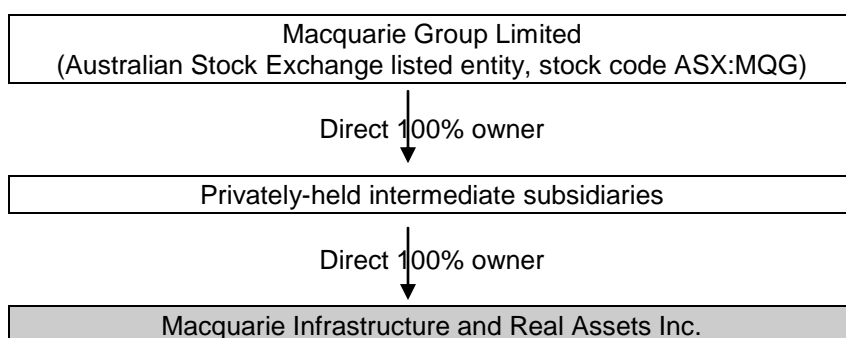 Macquarie Group Limited
(Australian Stock Exchange listed entity, stock code ASX:MQG)
Direct 100% owner
Privately-held intermediate subsidiaries
Direct 100% owner
Macquarie Infrastructure and Real Assets Inc.